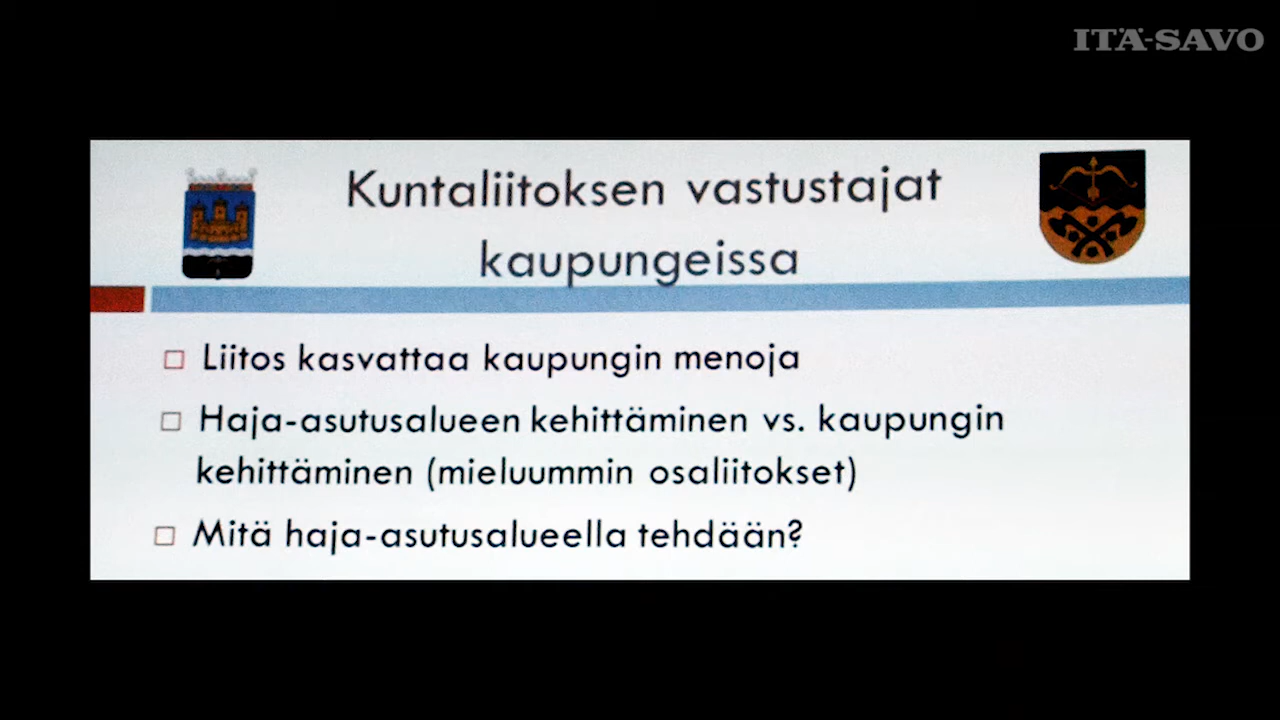 ITÄ-SAVO
Kuntaliitoksen vastustajat
kaupungeissa
Liitos kasvattaa kaupungin menoja
Haja-asutusalueen kehittäminen vs. kaupungin
kehittäminen (mieluummin osaliitokset)
Mitä haja-asutusalueella tehdään?